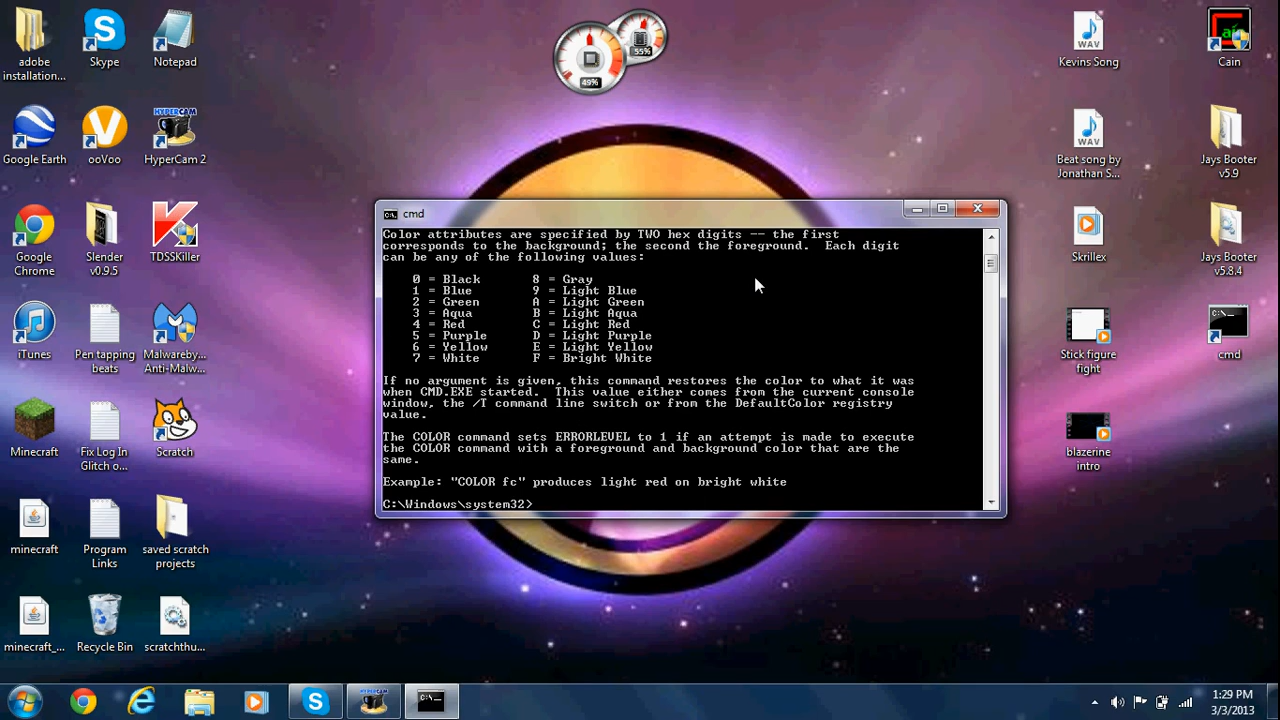 adobe
installation...
Skype
Notepad
55%
49%
Kevins Song
WAV
Cain
Google Earth
ooVoo
HYPERCAM
HyperCam 2
WAV
Beat song by
Jonathan S...
Jays Booter
v5.9
Google
Chrome
Slender
v0.9.5
TDSSKiller
Skrillex
Jays Booter
v5.8.4
iTunes
Pen tapping
beats
Malwareby...
Anti-Malw...
Stick figure
fight
cmd
Minecraft
Fix Log In
Glitch o...
Scratch
blazerine
intro
minecraft
Program
Links
saved scratch
projects
minecraft_...
Recycle Bin
scratchthu...
cmd
Color attributes are specified by TWO hex digits -- the first
corresponds to the background; the second the foreground.  Each digit
can be any of the following values:
0 = Black 8 = Gray
1 = Blue 9 = Light Blue
2 = Green A = Light Green
3 = Aqua B = Light Aqua
4 = Red C = Light Red
5 = Purple D = Light Purple
6 = Yellow E = Light Yellow
7 = White F = Bright White
If no argument is given, this command restores the color to what it was
when CMD.EXE started.  This value either comes from the current console
window, the /T command line switch or from the DefaultColor registry
value.
The COLOR command sets ERRORLEVEL to 1 if an attempt is made to execute
the COLOR command with a foreground and background color that are the
same.
Example: "COLOR fc" produces light red on bright white
C:\Windows\system32>
HYPERCAM
1:29 PM
3/3/2013